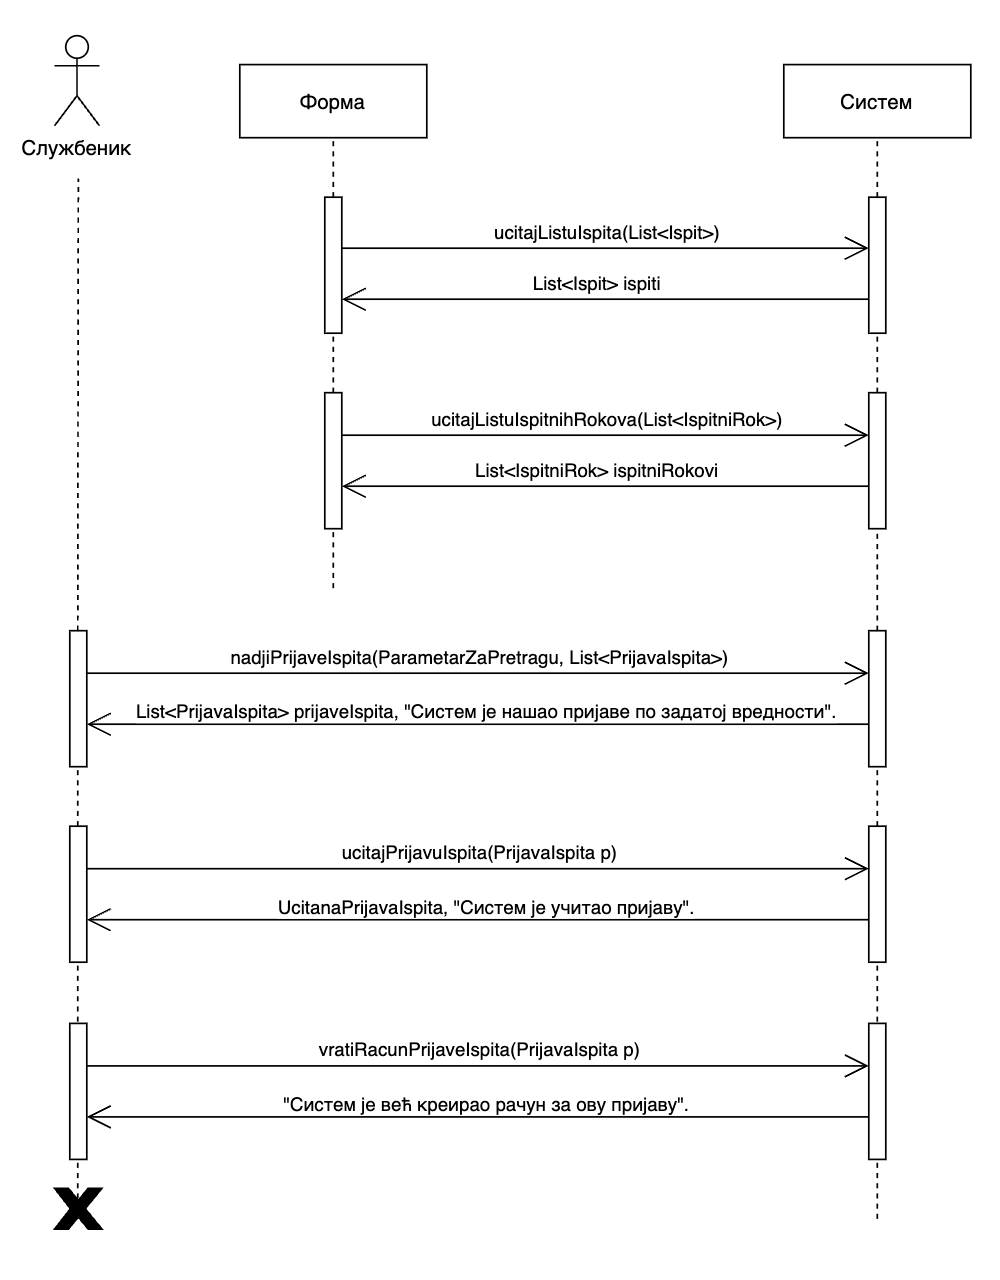 Службеник
Форма
Систем
ucitajListuIspita(List<Ispit>)
List<Ispit> ispiti
ucitajListuIspitnihRokova(List<IspitniRok>)
List<IspitniRok> ispitniRokovi
nadjiPrijaveIspita(ParametarZaPretragu, List<PrijavaIspita>)
List<PrijavaIspita> prijaveIspita, "Систем је нашао пријаве по задатој вредности".
ucitajPrijavuIspita(PrijavaIspita p)
UcitanaPrijavaIspita, "Систем је учитао пријаву".
vratiRacunPrijaveIspita(PrijavaIspita p)
"Систем је већ креирао рачун за ову пријаву".